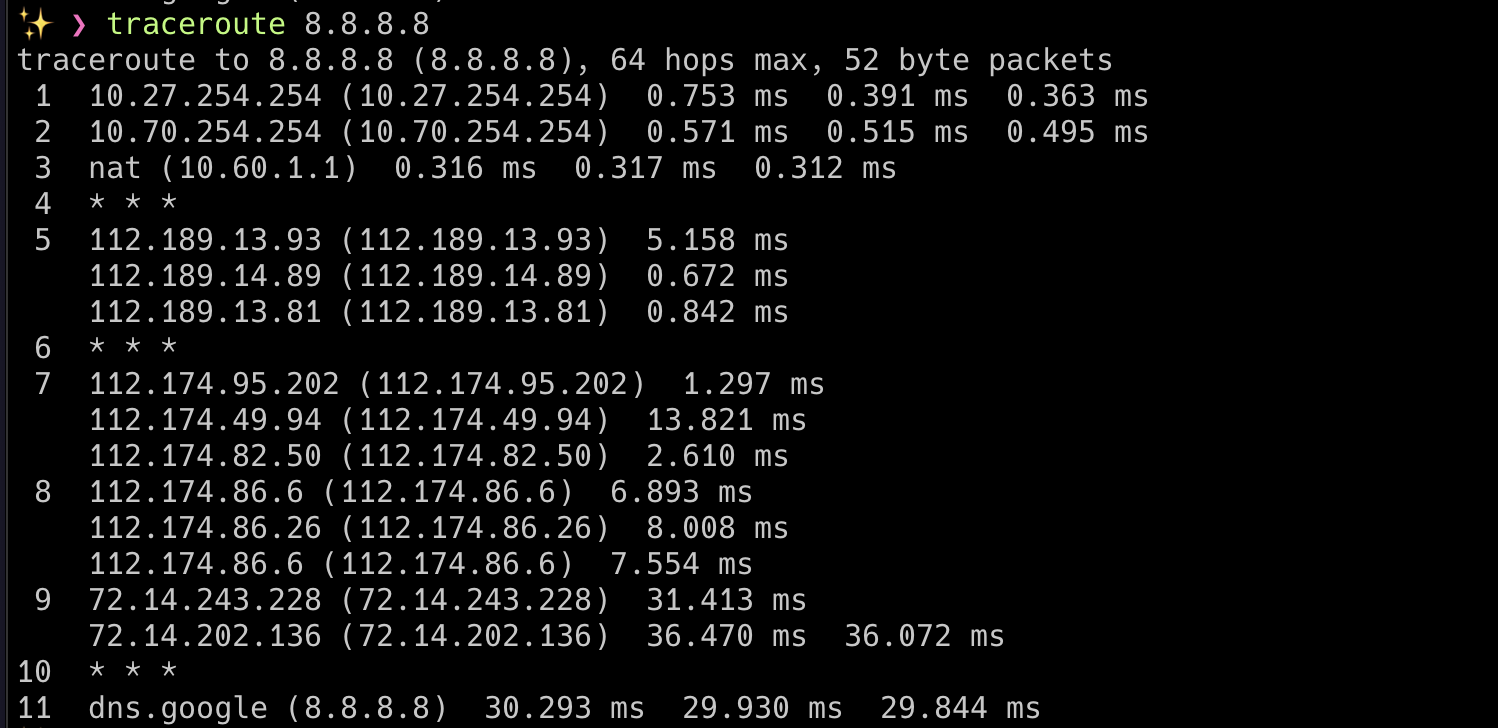 ✨ ❯ traceroute 8.8.8.8
traceroute to 8.8.8.8 (8.8.8.8), 64 hops max, 52 byte packets
 1  10.27.254.254 (10.27.254.254)  0.753 ms  0.391 ms  0.363 ms
 2  10.70.254.254 (10.70.254.254)  0.571 ms  0.515 ms  0.495 ms
 3  nat (10.60.1.1)  0.316 ms  0.317 ms  0.312 ms
 4  * * *
 5  112.189.13.93 (112.189.13.93)  5.158 ms
    112.189.14.89 (112.189.14.89)  0.672 ms
    112.189.13.81 (112.189.13.81)  0.842 ms
 6  * * *
 7  112.174.95.202 (112.174.95.202)  1.297 ms
    112.174.49.94 (112.174.49.94)  13.821 ms
    112.174.82.50 (112.174.82.50)  2.610 ms
 8  112.174.86.6 (112.174.86.6)  6.893 ms
    112.174.86.26 (112.174.86.26)  8.008 ms
    112.174.86.6 (112.174.86.6)  7.554 ms
 9  72.14.243.228 (72.14.243.228)  31.413 ms
    72.14.202.136 (72.14.202.136)  36.470 ms  36.072 ms
10  * * *
11  dns.google (8.8.8.8)  30.293 ms  29.930 ms  29.844 ms